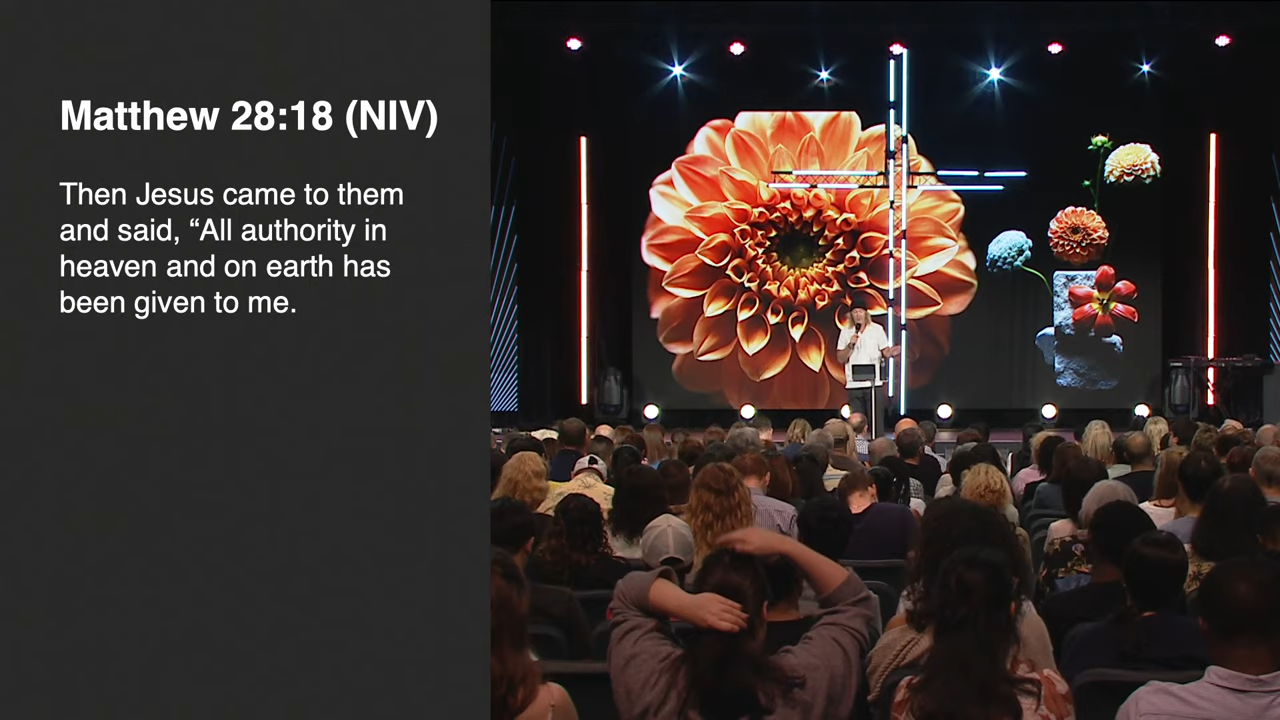 Matthew 28:18 (NIV)
Then Jesus came to them
and said, “All authority in
heaven and on earth has
been given to me.